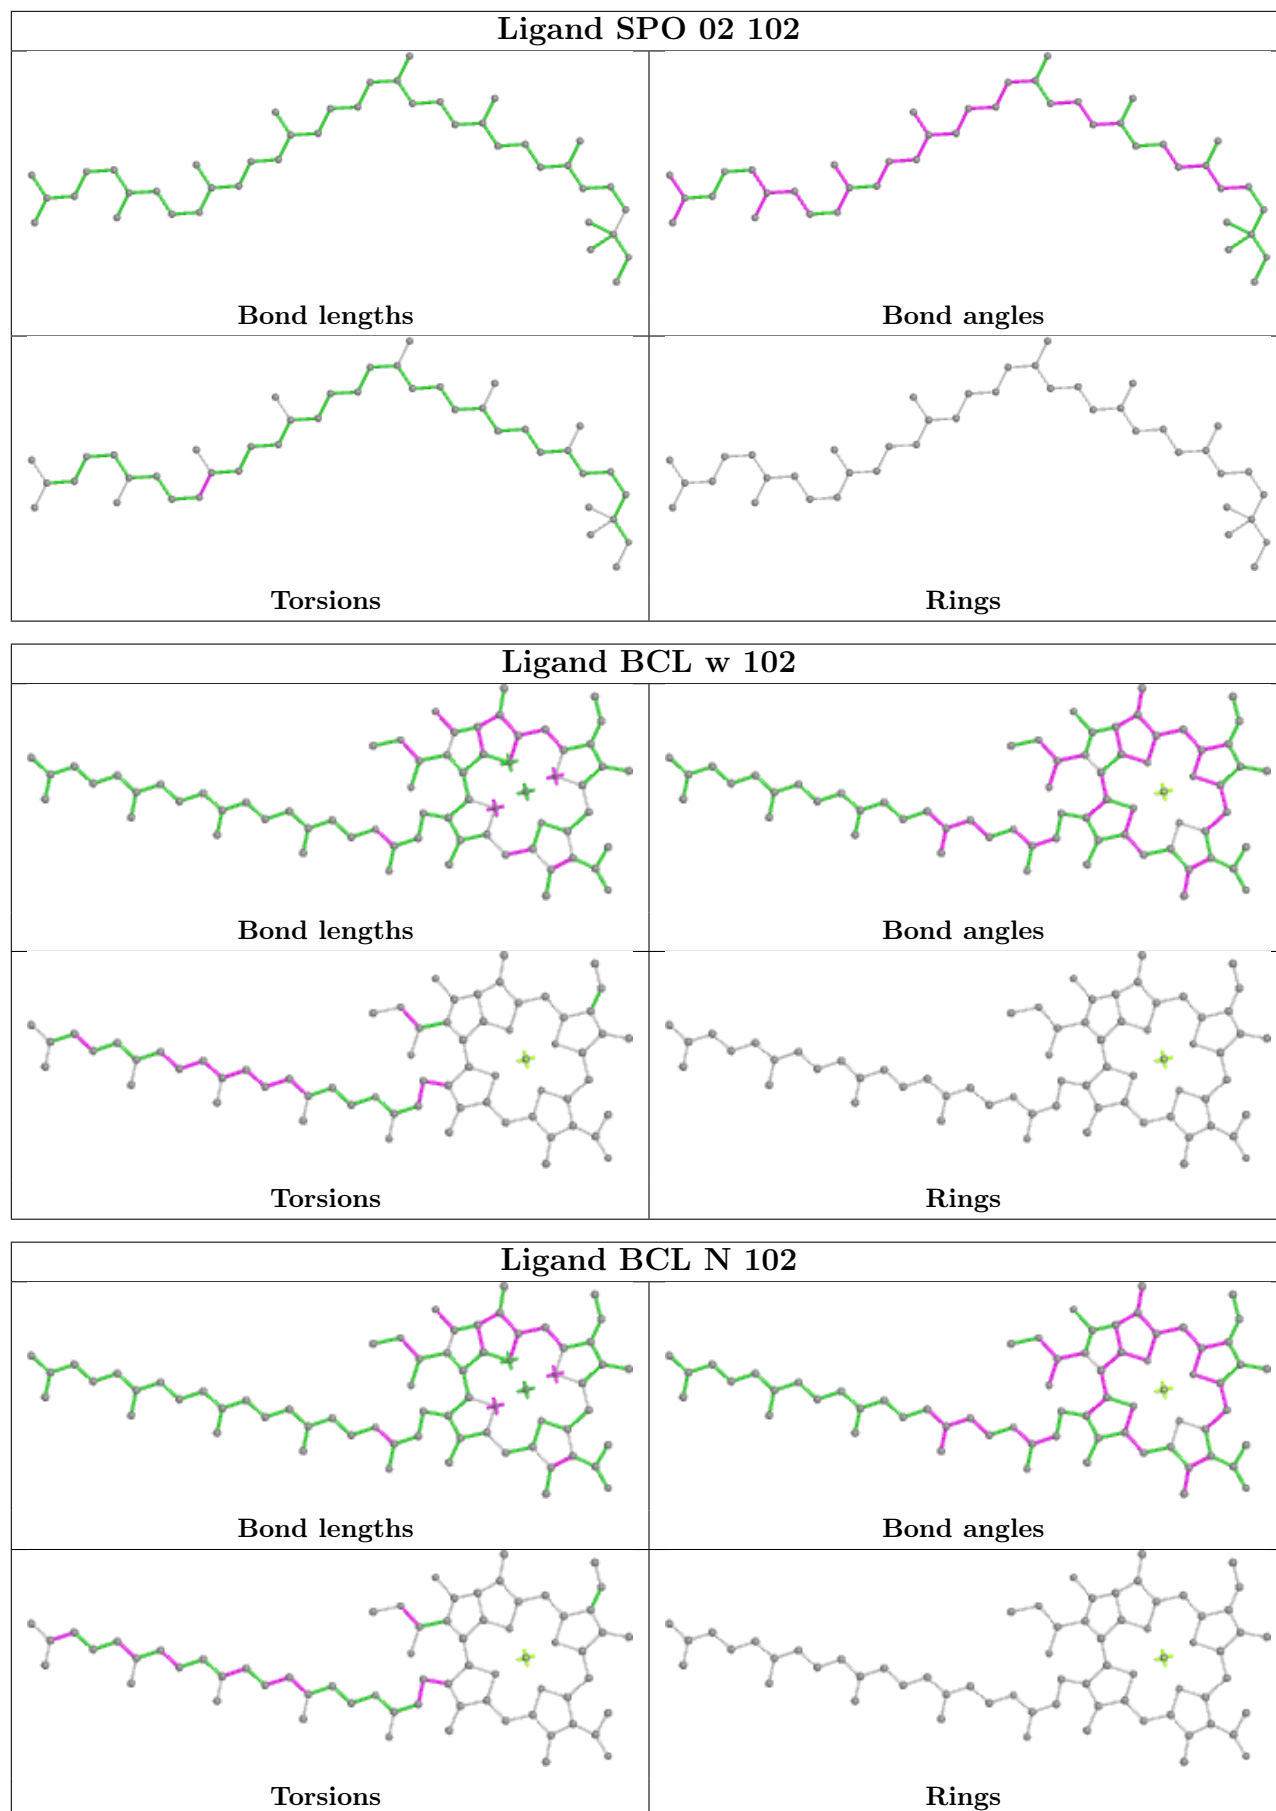 Ligand SPO 02 102
Bond lengths
Bond angles
Torsions
Rings
Ligand BCL w 102
Bond lengths
Bond angles
Torsions
Rings
Ligand BCL N 102
Bond lengths
Bond angles
Torsions
Rings